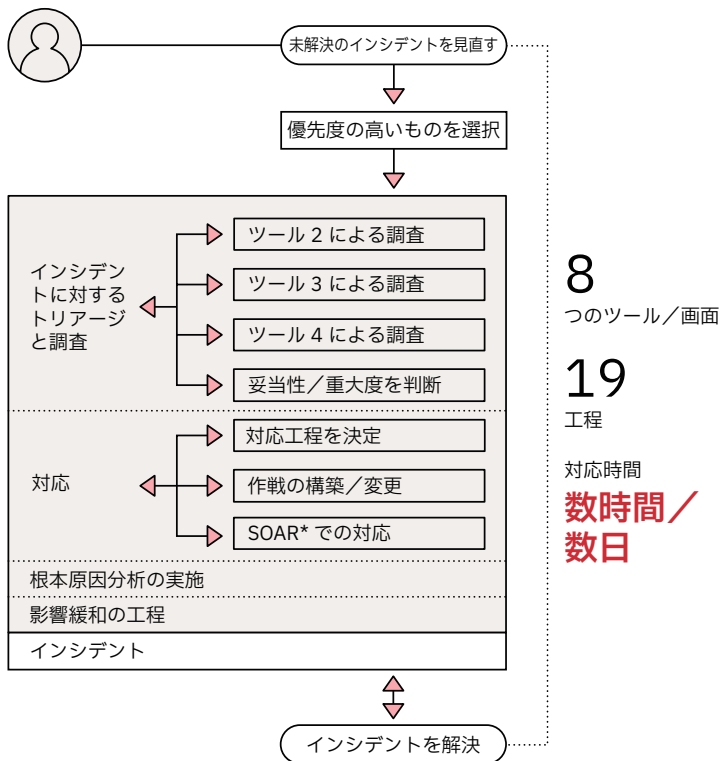 未解決のインシデントを見直す
優先度の高いものを選択
インシデン
トに対する
トリアージ
と調査
ツール 2 による調査
ツール 3 による調査
ツール 4 による調査
妥当性／重大度を判断
対応
対応工程を決定
作戦の構築／変更
SOAR* での対応
根本原因分析の実施
影響緩和の工程
インシデント
インシデントを解決
8
つのツール／画面
19
工程
対応時間
数時間／
数日